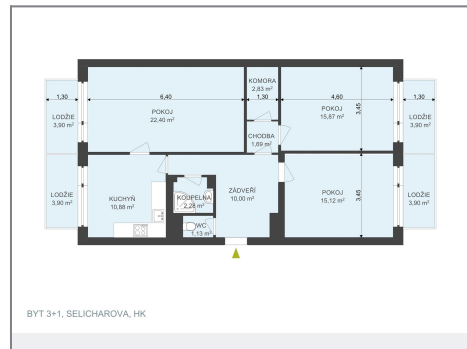 KOMORA
2,83 m²
1,30
6,40
1,30
4,60
1,30
POKOJ
22,40 m²
POKOJ
15,87 m²
3,45
LODŽIE
3,90 m²
LODŽIE
3,90 m²
CHODBA
1,69 m²
LODŽIE
3,90 m²
KUCHYŇ
10,88 m²
KOUPELNA
2,28 m²
ZÁDVEŘÍ
10,00 m²
POKOJ
15,12 m²
3,45
LODŽIE
3,90 m²
WC
1,13 m²
BYT 3+1, SELICHAROVA, HK